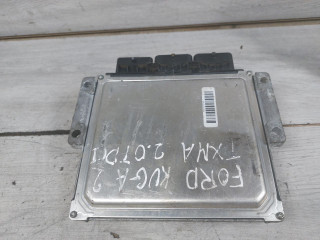 FORD KUGA 2
TXMA 2.0TDCI